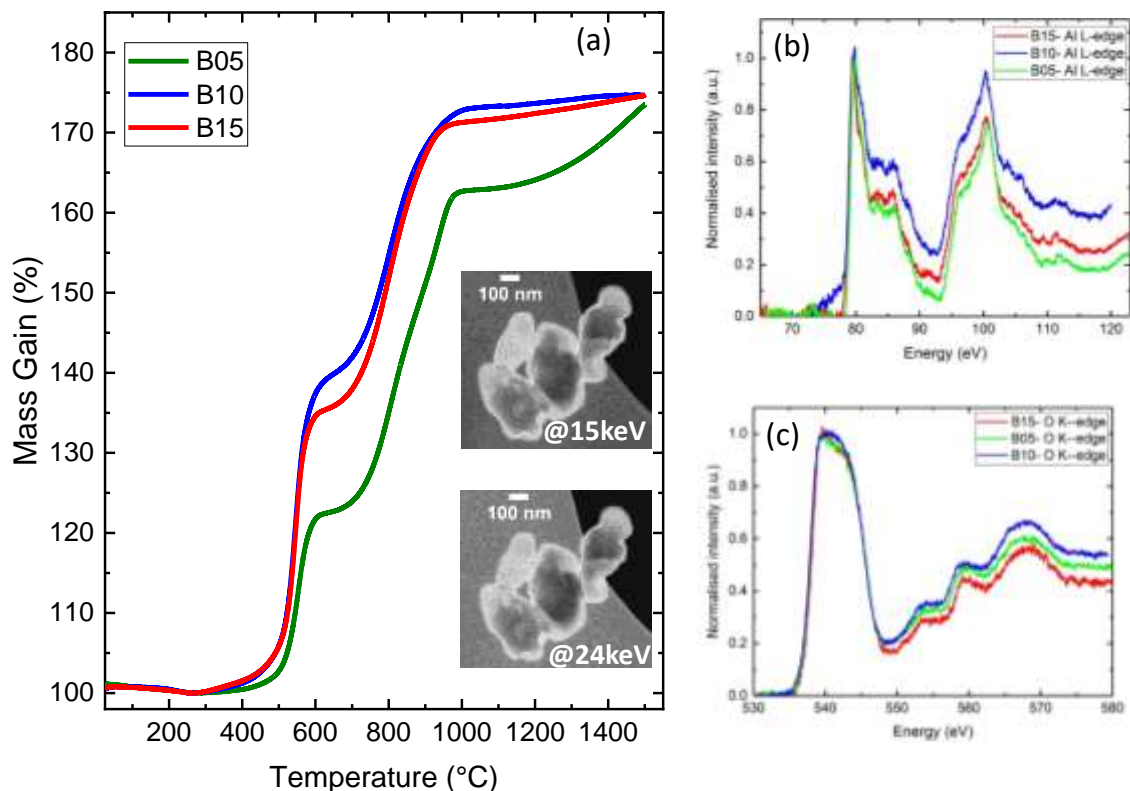 (a)
B05
B10
B15
Mass Gain (%)
180
170
160
150
140
130
120
110
100
200 400 600 800 1000 1200 1400
Temperature (°C)
100 nm
@15keV
100 nm
@24keV
(b)
B15- Al L-edge
B10- Al L-edge
B05- Al L-edge
Normalised intensity (a.u.)
1.0
0.8
0.6
0.4
0.2
0.0
70 80 90 100 110 120
Energy (eV)
(c)
B15- O K--edge
B05- O K--edge
B10- O K--edge
Normalised intensity (a.u.)
1.0
0.8
0.6
0.4
0.2
0.0
530 540 550 560 570 580
Energy (eV)